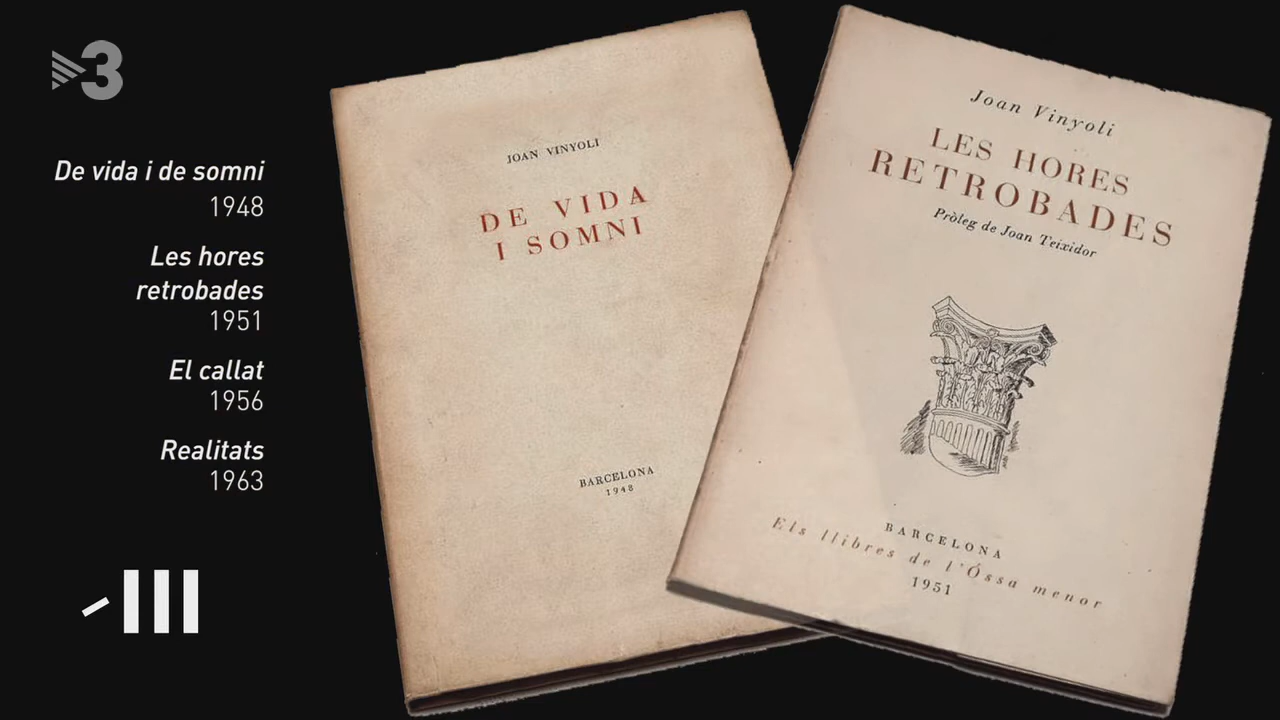 3
De vida i de somni
1948
Les hores
retrobades
1951
El callat
1956
Realitats
1963
JOAN VINYOLI
DE VIDA
I SOMNI
BARCELONA
1948
Joan Vinyoli
LES HORES
RETROBADES
Pròleg de Joan Teixidor
BARCELONA
Els llibres de l'Óssa menor
1951